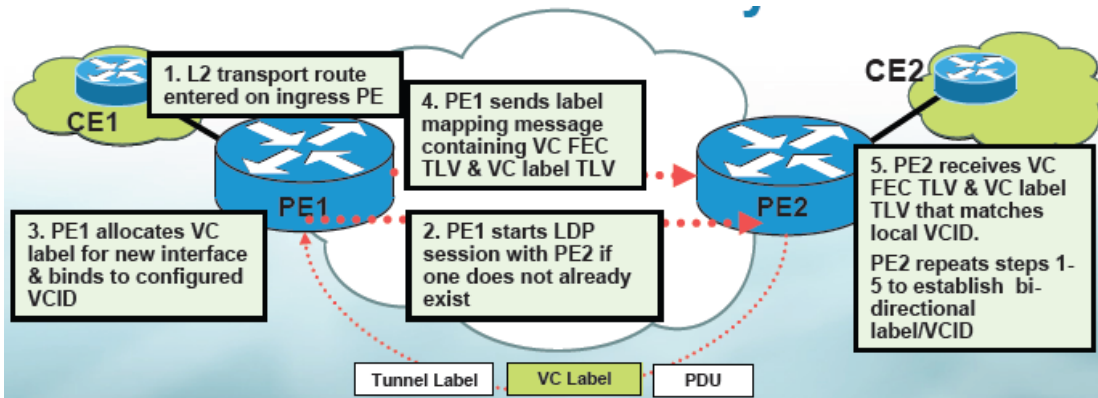 1. L2 transport route
entered on ingress PE
CE1
PE1
4. PE1 sends label
mapping message
containing VC FEC
TLV & VC label TLV
CE2
PE2
3. PE1 allocates VC
label for new interface
& binds to configured
VCID
2. PE1 starts LDP
session with PE2 if
one does not already
exist
5. PE2 receives VC
FEC TLV & VC label
TLV that matches
local VCID.
PE2 repeats steps 1-
5 to establish bi-
directional
label/VCID
Tunnel Label
VC Label
PDU